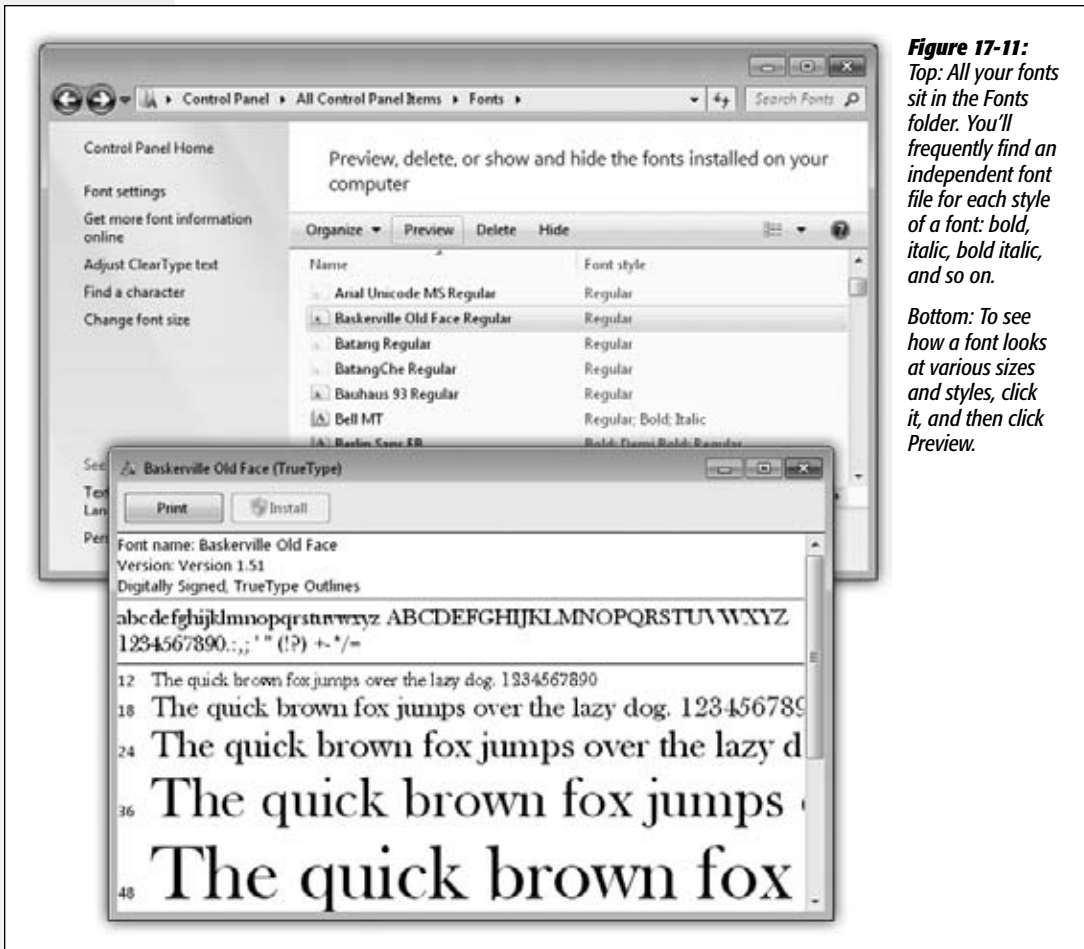 Control Panel ▸ All Control Panel Items ▸ Fonts ▸
Search Fonts
Control Panel Home
Font settings
Get more font information
online
Adjust ClearType text
Find a character
Change font size
See
Preview, delete, or show and hide the fonts installed on your
computer
Organize Preview Delete Hide
Name Font style
Arial Unicode MS Regular Regular
Baskerville Old Face Regular Regular
Batang Regular Regular
BatangChe Regular Regular
Bauhaus 93 Regular Regular
Bell MT Regular; Bold; Italic
Berlin Sans FB Bold; Demi Bold; Regular
Baskerville Old Face (TrueType)
Print Install
Font name: Baskerville Old Face
Version: Version 1.51
Digitally Signed, TrueType Outlines
abcdefghijklmnopqrstuvwxyz ABCDEFGHIJKLMNOPQRSTUVWXYZ
1234567890.:,; ' " (!?) +-*/=
12 The quick brown fox jumps over the lazy dog. 1234567890
18 The quick brown fox jumps over the lazy dog. 123456789
24 The quick brown fox jumps over the lazy d
36 The quick brown fox jumps
48 The quick brown fox
Figure 17-11:
Top: All your fonts
sit in the Fonts
folder. You'll
frequently find an
independent font
file for each style
of a font: bold,
italic, bold italic,
and so on.
Bottom: To see
how a font looks
at various sizes
and styles, click
it, and then click
Preview.